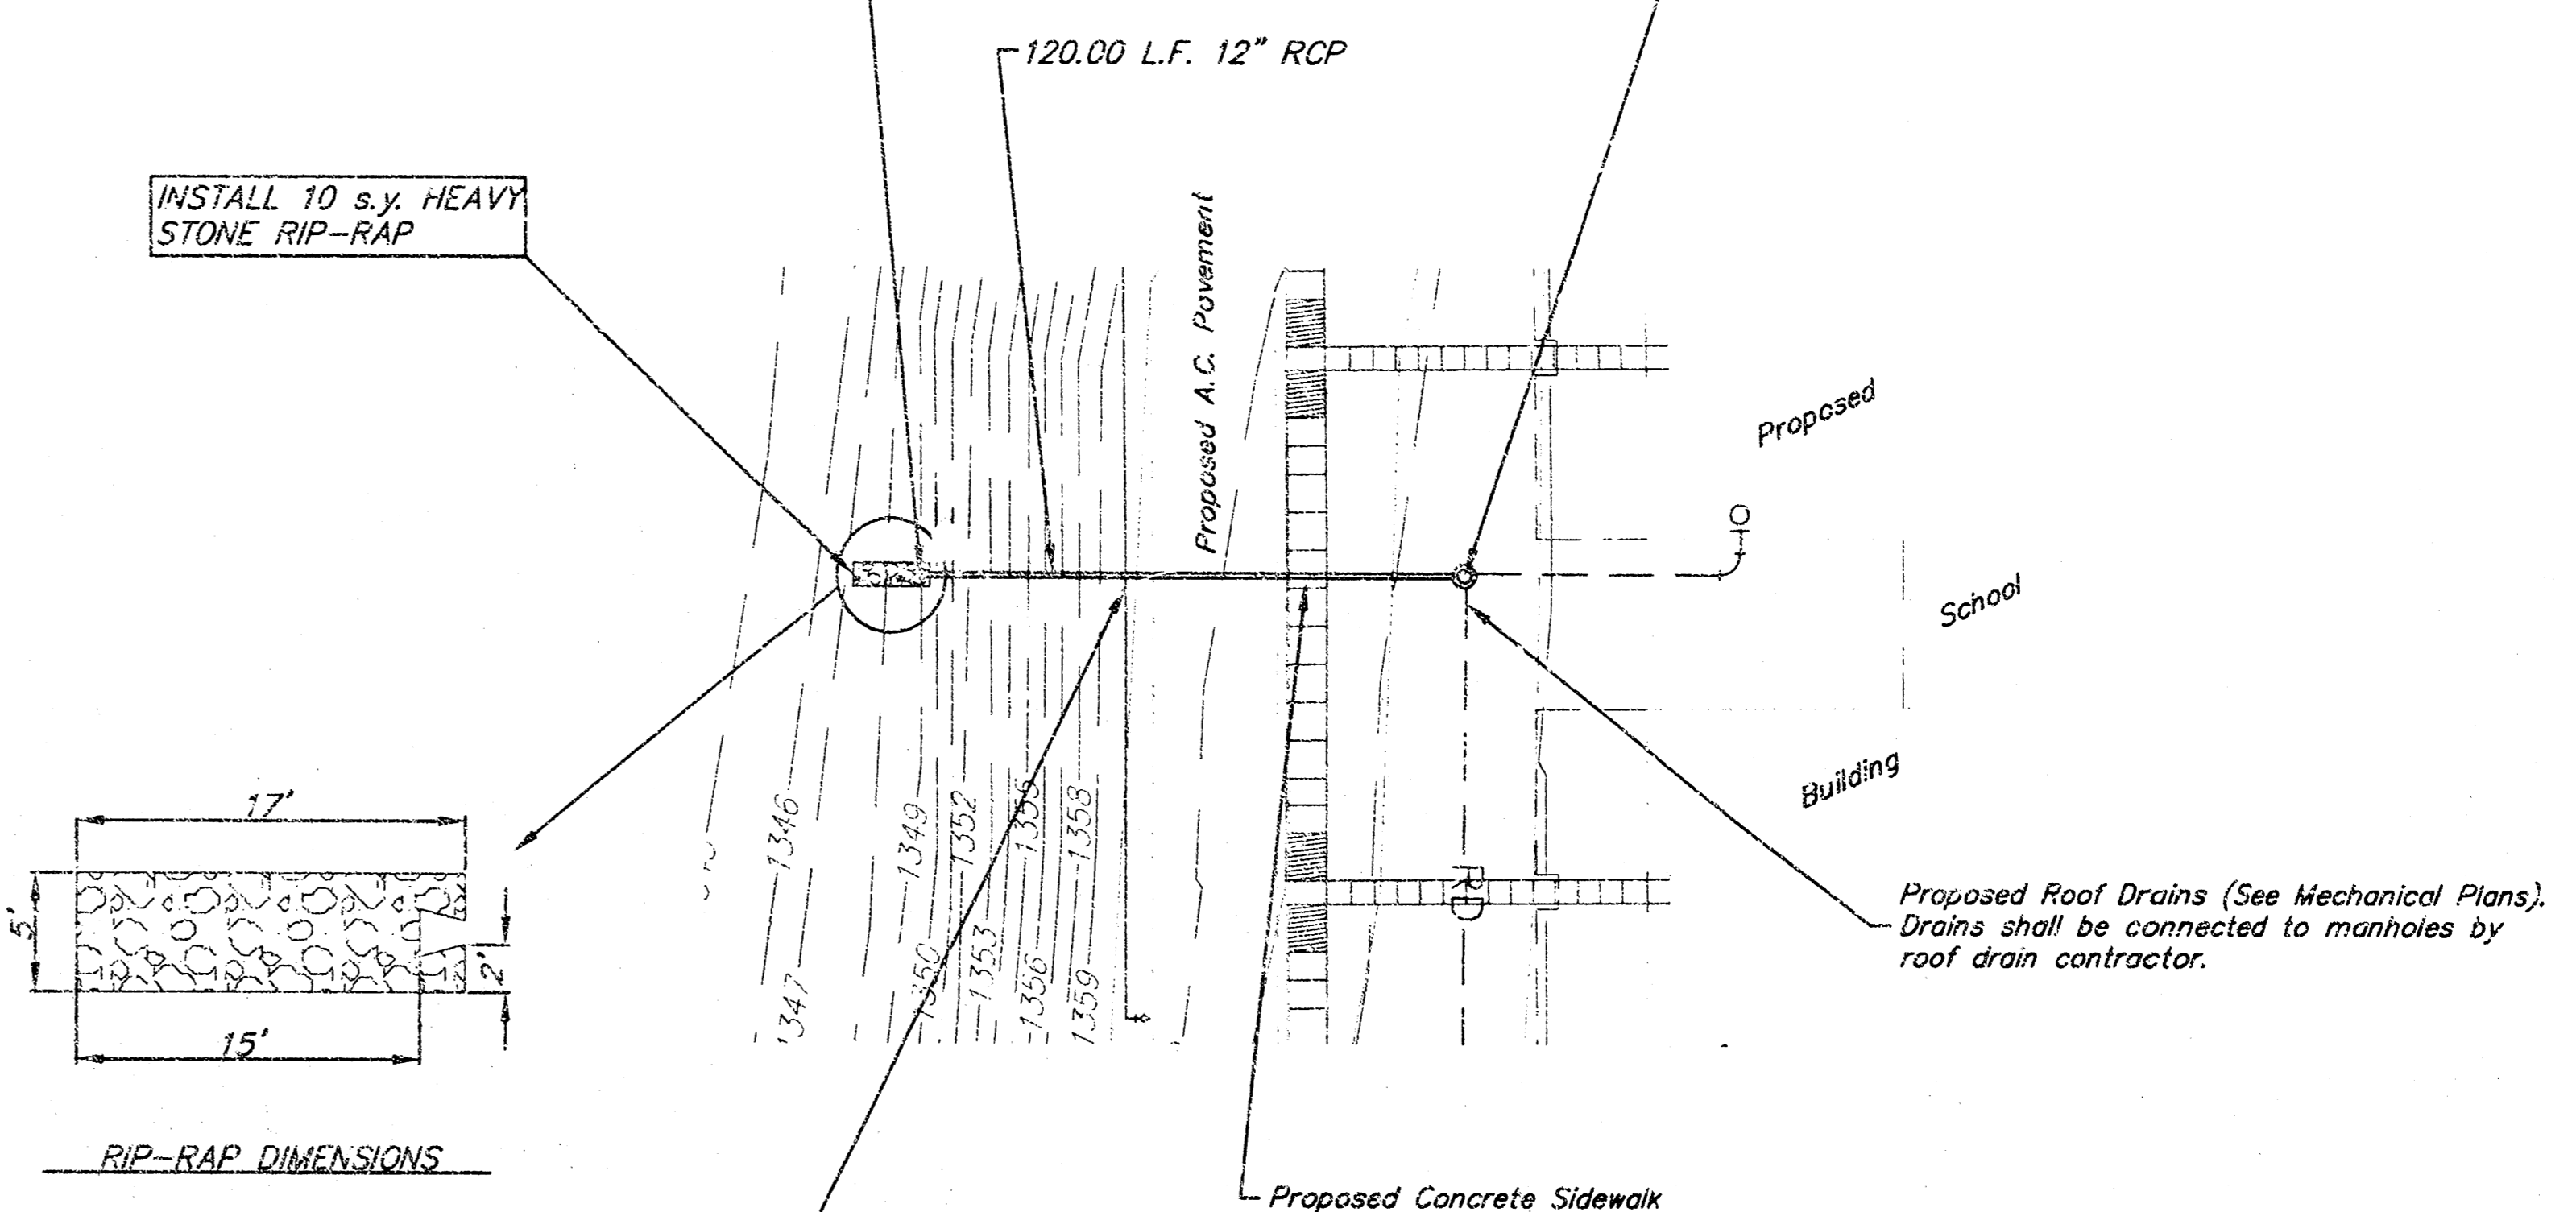 120.00 L.F. 12" RCP
INSTALL 10 s.y. HEAVY
STONE RIP-RAP
Proposed A.C. Pavement
Proposed
School
Building
1346
1349
1352
1355
1358
1347
1350
1353
1356
1359
RD
17'
5'
2'
15'
RIP-RAP DIMENSIONS
Proposed Roof Drains (See Mechanical Plans).
Drains shall be connected to manholes by
roof drain contractor.
Proposed Concrete Sidewalk